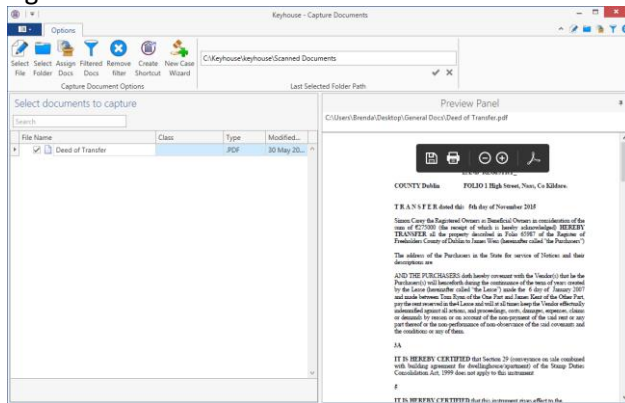 Keyhouse - Capture Documents
Options
Select File
Select Folder
Assign Docs
Filtered Docs
Remove filter
Create Shortcut
New Case Wizard
C:\Keyhouse\keyhouse\Scanned Documents
Capture Document Options
Last Selected Folder Path
Select documents to capture
Search
File Name Class Type Modified...
Deed of Transfer .PDF 30 May 20...
Preview Panel
C:\Users\Brenda\Desktop\General Docs\Deed of Transfer.pdf
COUNTY Dublin FOLIO 1 High Street, Naas, Co Kildare.
T R A N S F E R dated this 5th day of November 2015
Simon Carey the Registered Owners as Beneficial Owners in consideration of the
sum of €275000 (the receipt of which is hereby acknowledged) HEREBY
TRANSFER all the property described in Folio 65987 of the Register of
Freeholders County of Dublin to James Wess (hereinafter called 'the Purchasers')
The address of the Purchasers in the State for service of Notices and their
descriptions are
AND THE PURCHASERS doth hereby covenant with the Vendor(s) that he the
Purchaser(s) will henceforth during the continuance of the term of years created
by the Lease (hereinafter called 'the Lease') made the 6 day of January 2007
and made between Tom Ryan of the One Part and James Kent of the Other Part,
pay the rent reserved in the4 Lease and will at all times keep the Vendor effectually
indemnified against all actions, and proceedings, costs, damages, expenses, claims
or demands by reason or on account of the non-payment of the said rent or any
part thereof or the non-performance of non-observance of the said covenants and
the conditions or any of them.
JA
IT IS HEREBY CERTIFIED that Section 29 (conveyance on sale combined
with building agreement for dwellinghouse/apartment) of the Stamp Duties
Consolidation Act, 1999 does not apply to this instrument
#
IT IS HEREBY CERTIFIED that this instrument gives effect to the